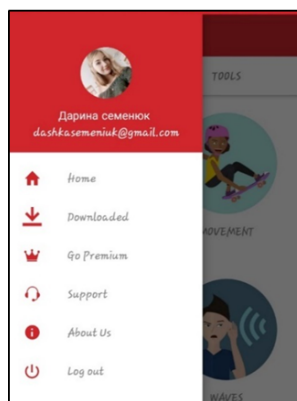 TOOLS
Дарина семенюк
dashkasemeniuk@gmail.com
Home
Downloaded
MOVEMENT
Go Premium
Support
About Us
Log out
WAVES